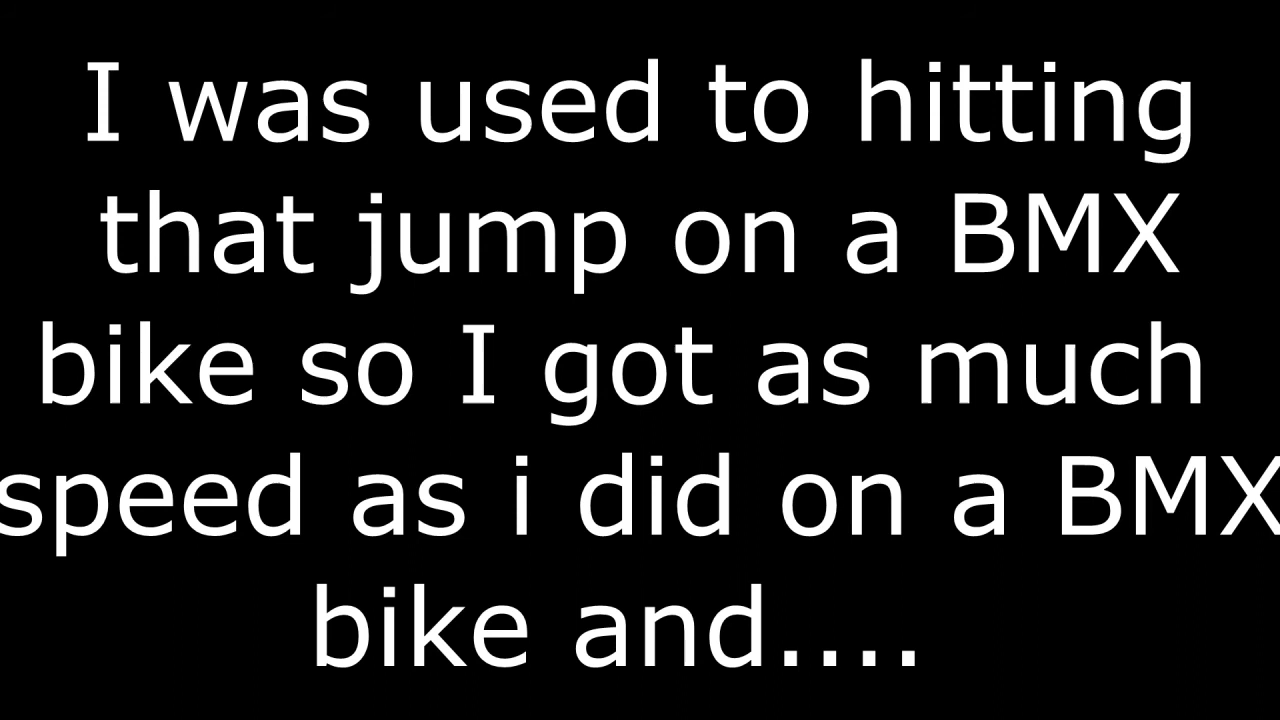 I was used to hitting
that jump on a BMX
bike so I got as much
speed as i did on a BMX
bike and....